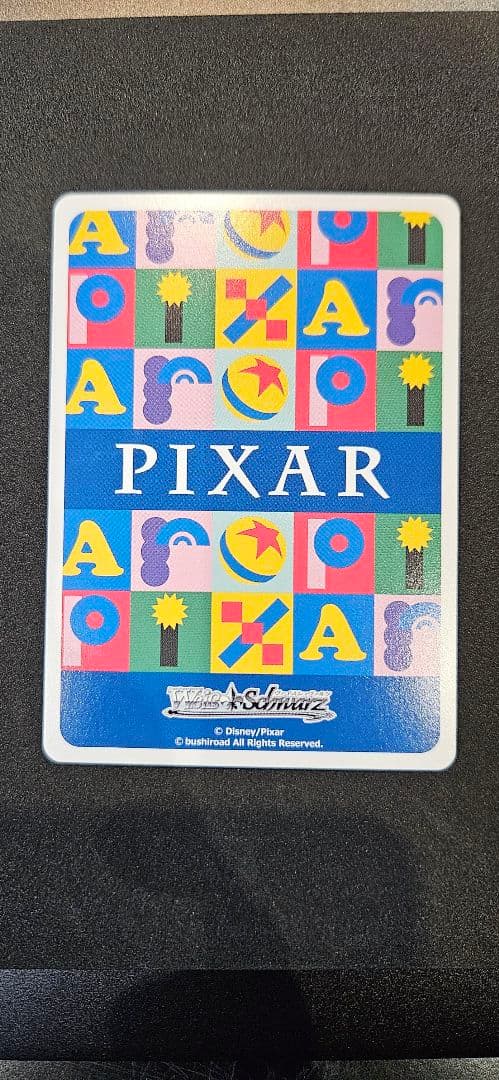 A r P I
P I X A r
A r P I
PIXAR
A r P I
P I X A r
Weiß Schwarz
© Disney/Pixar
© bushiroad All Rights Reserved.